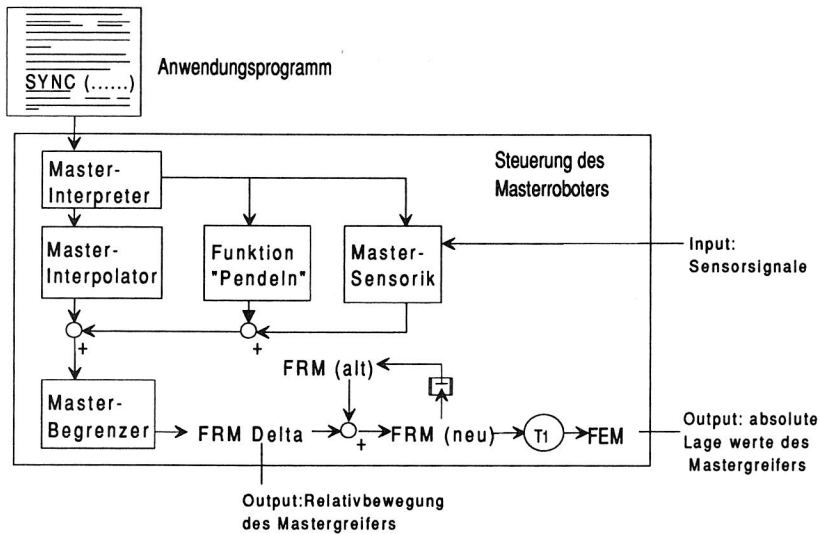 SYNC (......)
Anwendungsprogramm
Steuerung des
Masterroboters
Master-
Interpreter
Master-
Interpolator
Funktion
"Pendeln"
Master-
Sensorik
Input:
Sensorsignale
+
+
FRM (alt)
Master-
Begrenzer
FRM Delta
+
FRM (neu)
T1
FEM
Output: absolute
Lage werte des
Mastergreifers
Output:Relativbewegung
des Mastergreifers